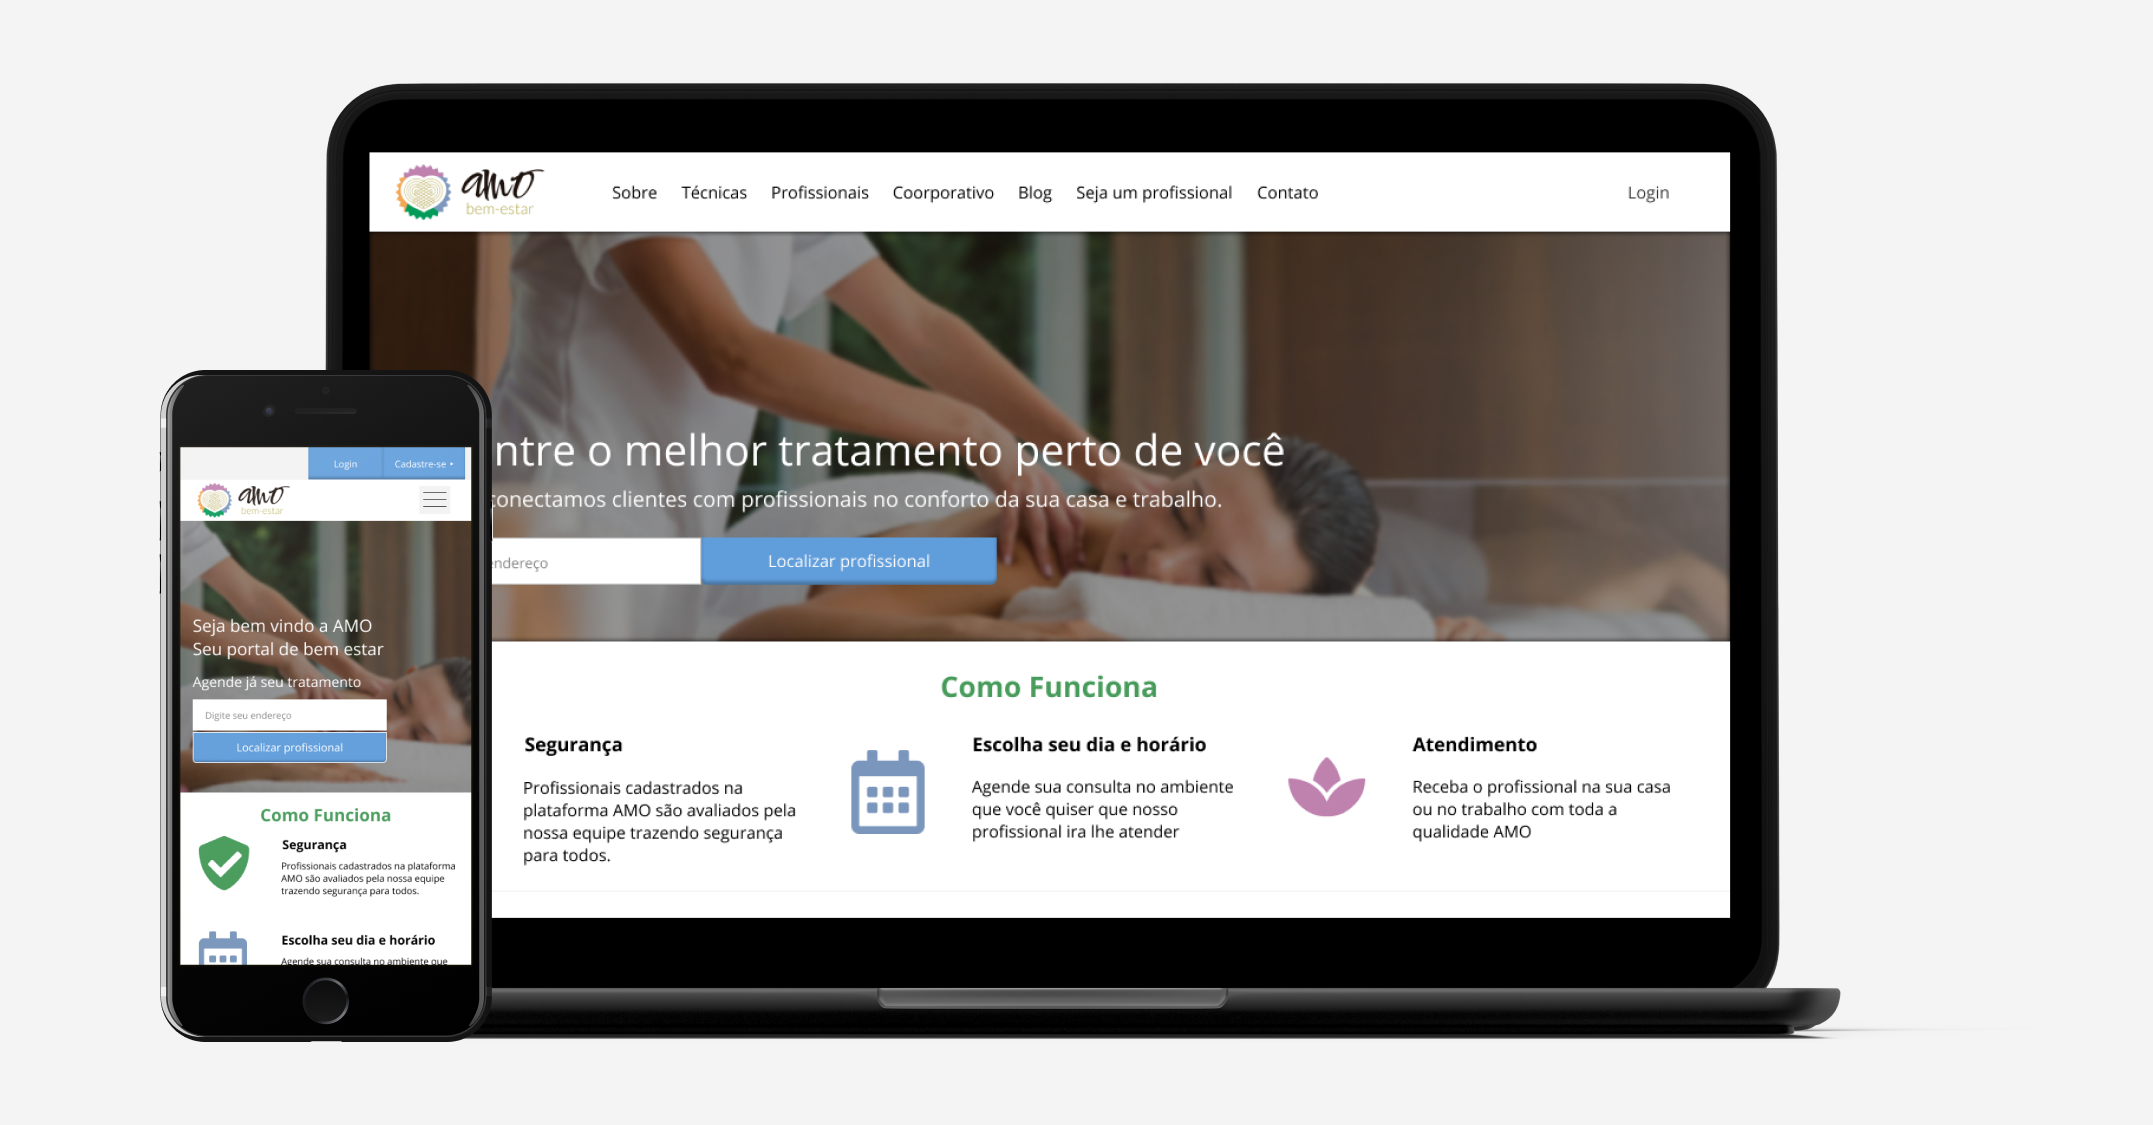 AMO
bem-estar
Sobre Técnicas Profissionais Coorporativo Blog Seja um profissional Contato Login
ntre o melhor tratamento perto de você
conectamos clientes com profissionais no conforto da sua casa e trabalho.
endereço
Localizar profissional
Como Funciona
Segurança
Profissionais cadastrados na
plataforma AMO são avaliados pela
nossa equipe trazendo segurança
para todos.
Escolha seu dia e horário
Agende sua consulta no ambiente
que você quiser que nosso
profissional ira lhe atender
Atendimento
Receba o profissional na sua casa
ou no trabalho com toda a
qualidade AMO
Login Cadastre-se
AMO
bem-estar
Seja bem vindo a AMO
Seu portal de bem estar
Agende já seu tratamento
Digite seu endereço
Localizar profissional
Como Funciona
Segurança
Profissionais cadastrados na plataforma
AMO são avaliados pela nossa equipe
trazendo segurança para todos.
Escolha seu dia e horário
Agende sua consulta no ambiente que